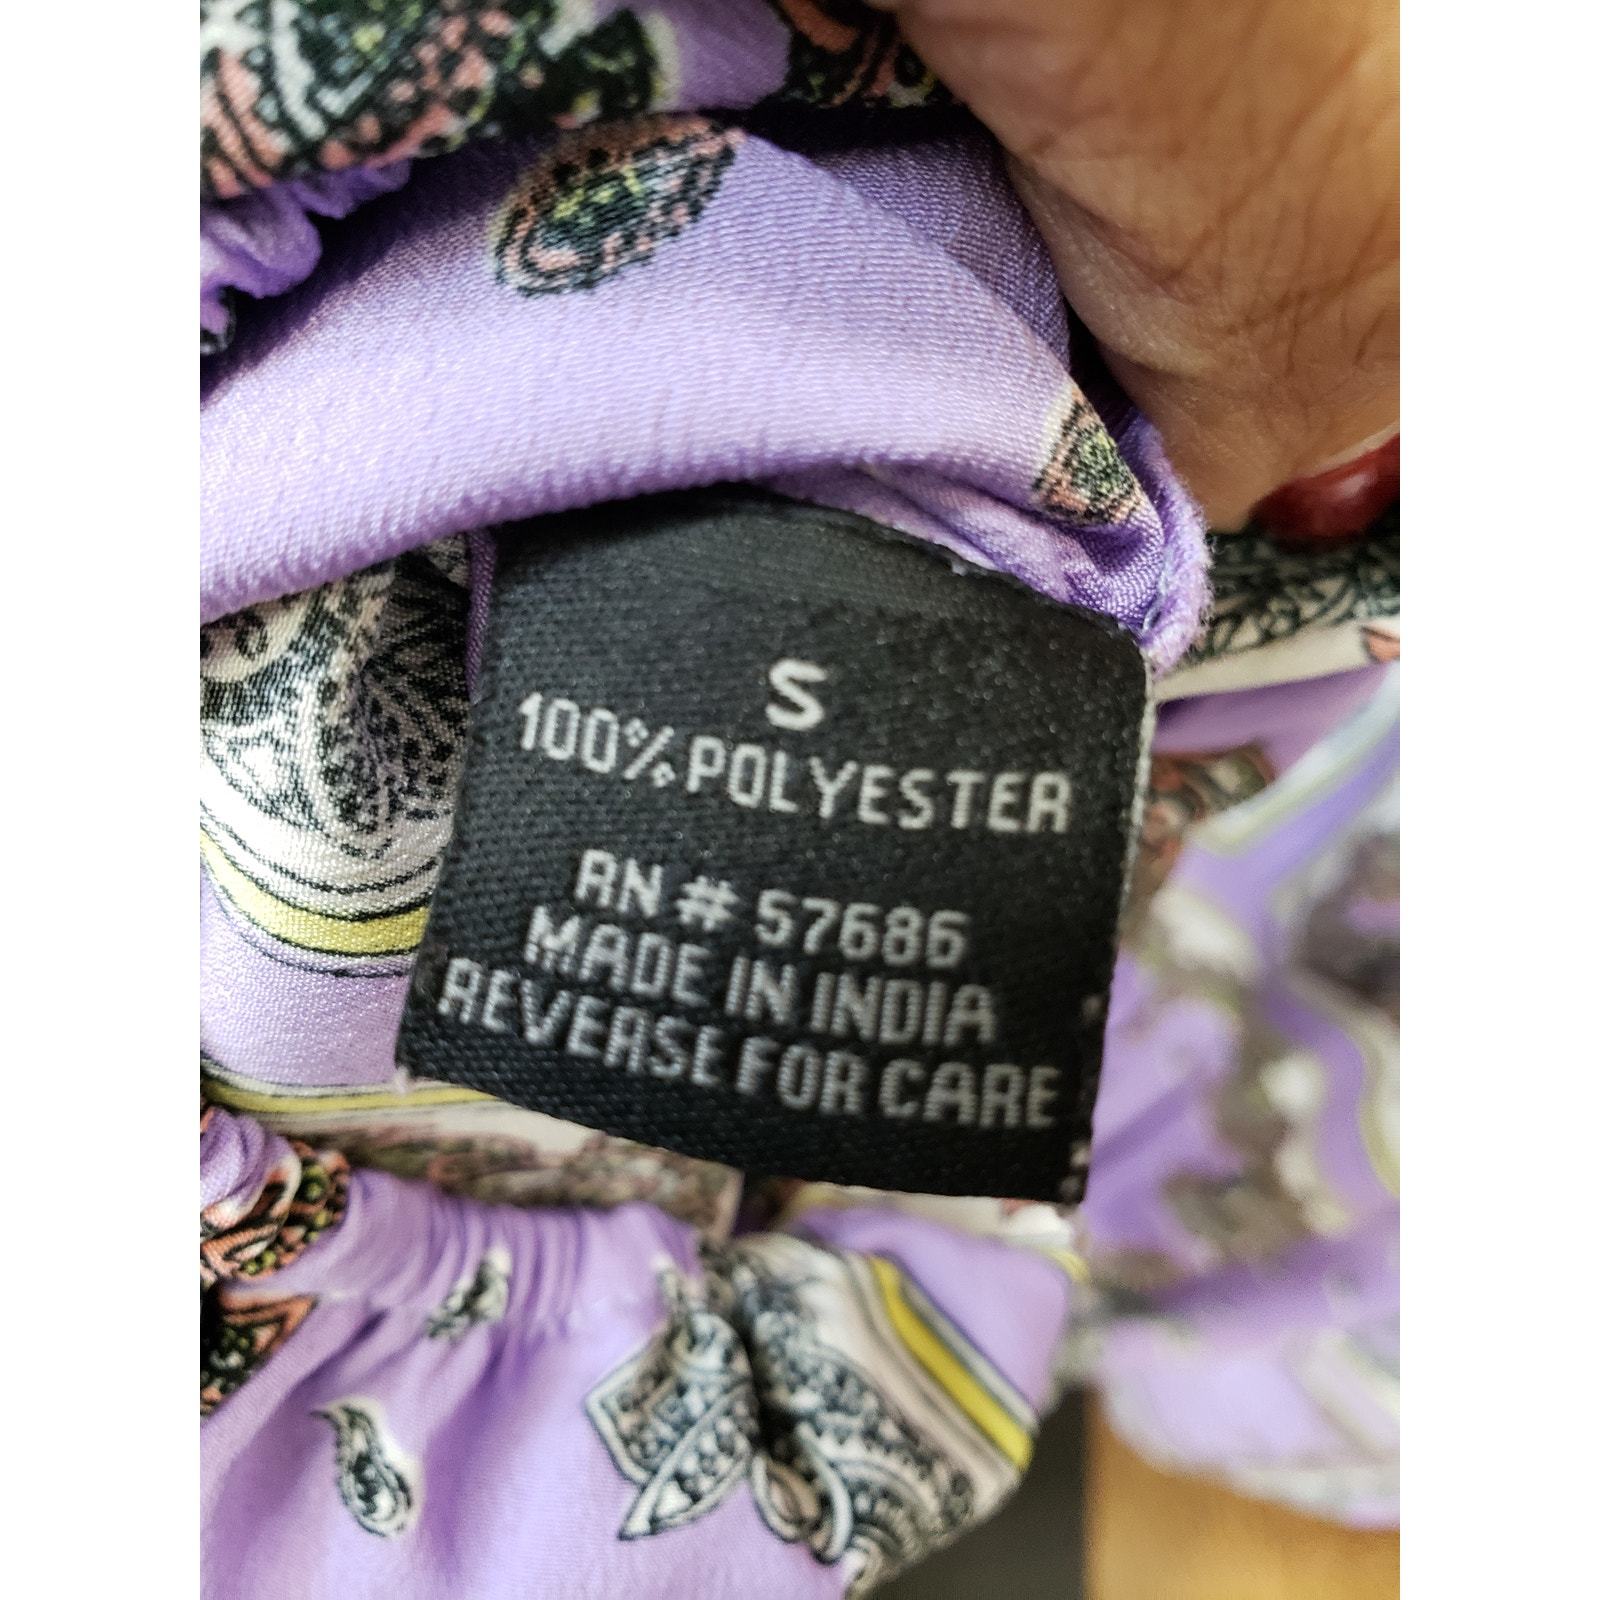 S
100% POLYESTER
RN # 57686
MADE IN INDIA
REVERSE FOR CARE